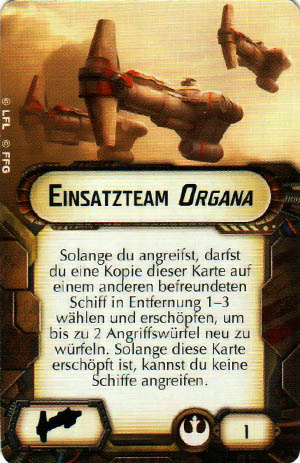 © LFL © FFG
Einsatzteam Organa
Solange du angreifst, darfst
du eine Kopie dieser Karte auf
einem anderen befreundeten
Schiff in Entfernung 1–3
wählen und erschöpfen, um
bis zu 2 Angriffswürfel neu zu
würfeln. Solange diese Karte
erschöpft ist, kannst du keine
Schiffe angreifen.
1